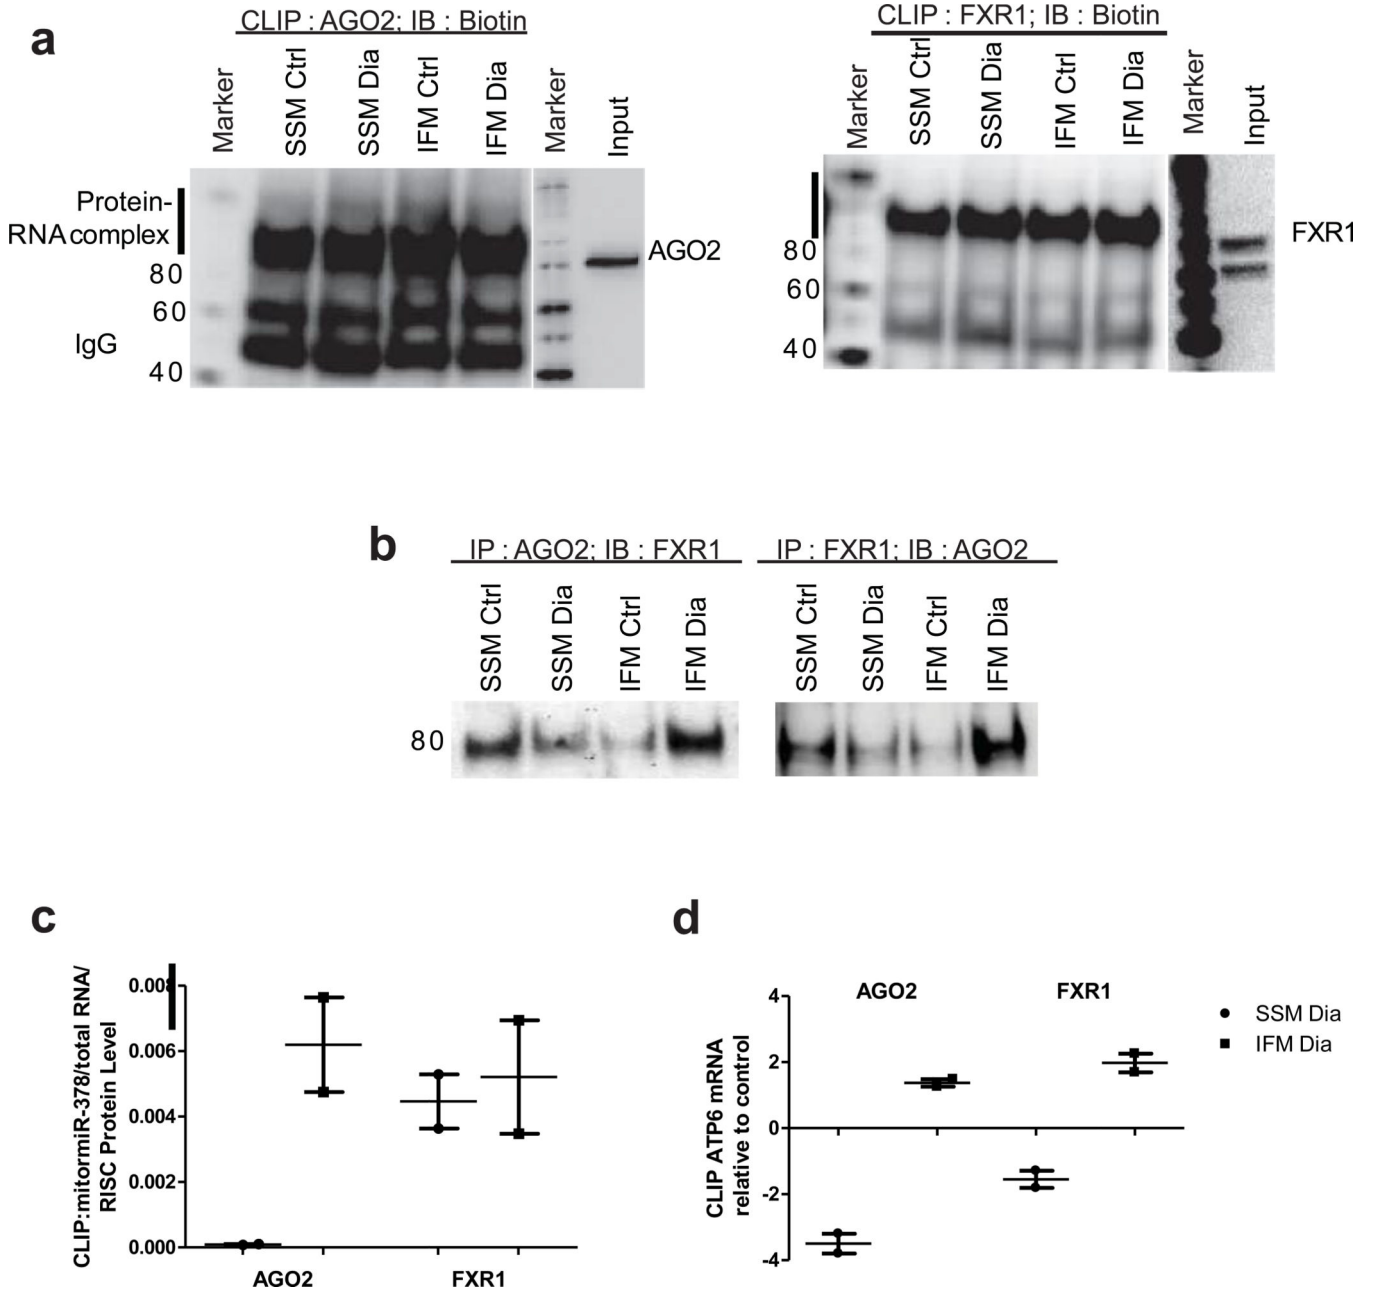 a
CLIP : AGO2; IB : Biotin
Marker
SSM Ctrl
SSM Dia
IFM Ctrl
IFM Dia
Marker
Input
Protein-
RNA complex
80
60
IgG
40
AGO2
CLIP : FXR1; IB : Biotin
Marker
SSM Ctrl
SSM Dia
IFM Ctrl
IFM Dia
Marker
Input
80
60
40
FXR1
b
IP : AGO2; IB : FXR1
SSM Ctrl
SSM Dia
IFM Ctrl
IFM Dia
80
IP : FXR1; IB : AGO2
SSM Ctrl
SSM Dia
IFM Ctrl
IFM Dia
c
CLIP:mitormiR-378/total RNA/
RISC Protein Level
0.008
0.006
0.004
0.002
0.000
AGO2
FXR1
d
CLIP ATP6 mRNA
relative to control
4
2
0
-2
-4
AGO2
FXR1
SSM Dia
IFM Dia